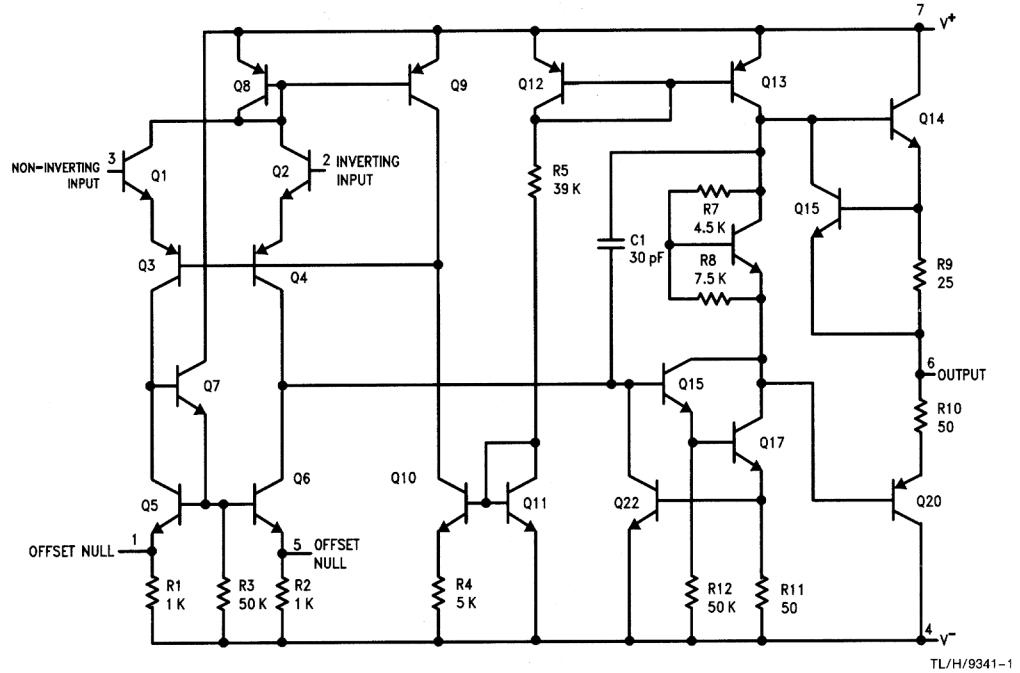 7
V+
Q8
Q9
Q12
Q13
Q14
NON-INVERTING
INPUT
3
Q1
Q2
2
INVERTING
INPUT
R5
39 K
R7
4.5 K
Q15
C1
30 pF
R8
7.5 K
Q3
Q4
R9
25
Q7
Q15
6
OUTPUT
R10
50
Q5
Q6
Q10
Q11
Q22
Q17
Q20
OFFSET NULL
1
5
OFFSET
NULL
R1
1 K
R3
50 K
R2
1 K
R4
5 K
R12
50 K
R11
50
4
V-
TL/H/9341-1